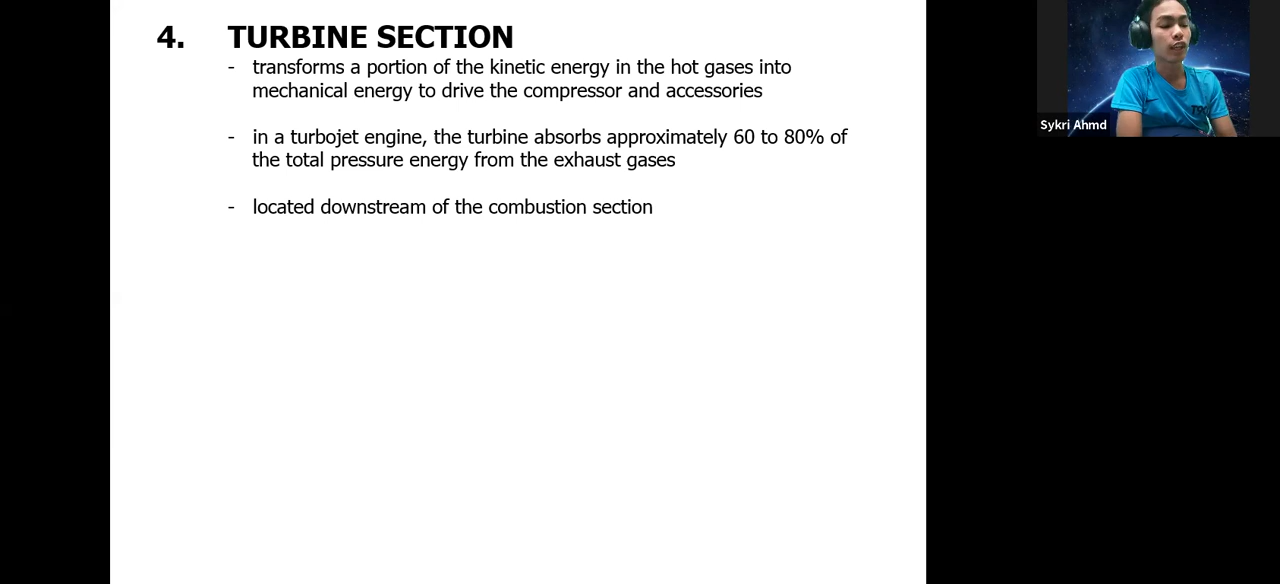 4. TURBINE SECTION
- transforms a portion of the kinetic energy in the hot gases into
mechanical energy to drive the compressor and accessories
- in a turbojet engine, the turbine absorbs approximately 60 to 80% of
the total pressure energy from the exhaust gases
- located downstream of the combustion section
Sykri Ahmd